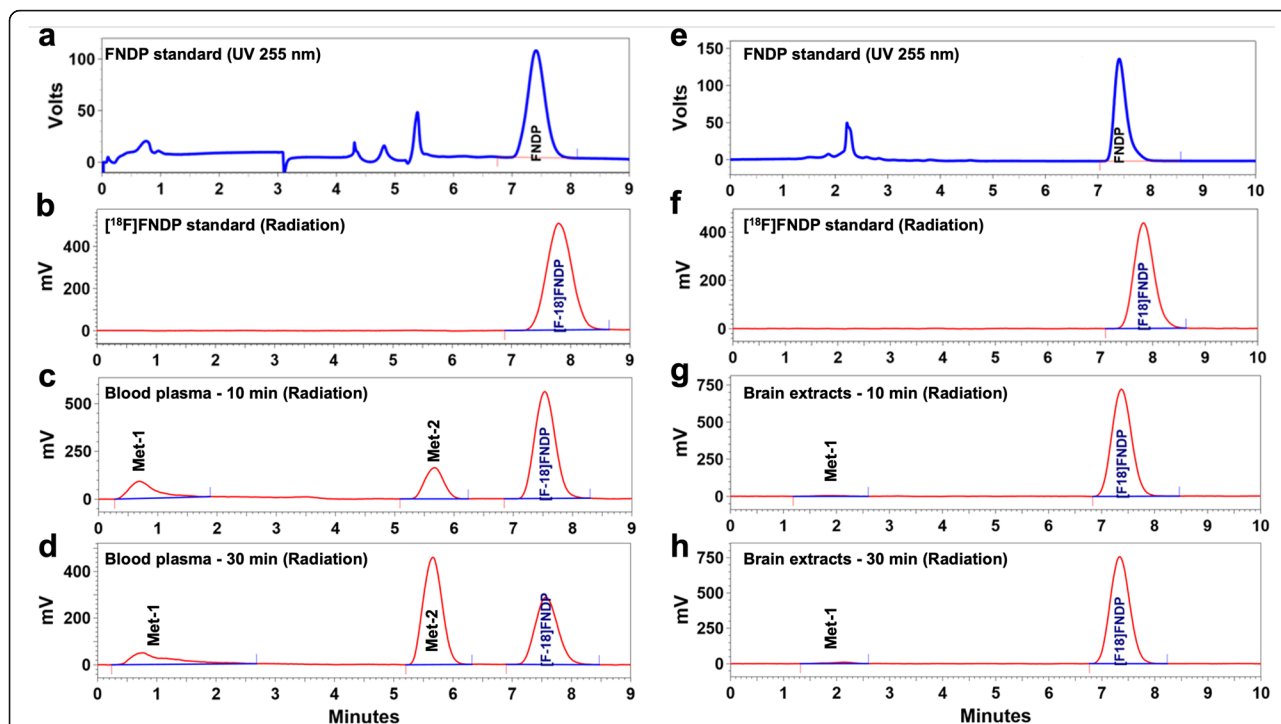 a
FNDP standard (UV 255 nm)
Volts
100
50
0
FNDP
0 1 2 3 4 5 6 7 8 9
b
[¹⁸F]FNDP standard (Radiation)
mV
400
200
0
[F-18]FNDP
0 1 2 3 4 5 6 7 8 9
c
Blood plasma - 10 min (Radiation)
mV
500
250
0
Met-1
Met-2
[F-18]FNDP
0 1 2 3 4 5 6 7 8 9
d
Blood plasma - 30 min (Radiation)
mV
400
200
0
Met-1
Met-2
[F-18]FNDP
0 1 2 3 4 5 6 7 8 9
Minutes
e
FNDP standard (UV 255 nm)
Volts
150
100
50
0
FNDP
0 1 2 3 4 5 6 7 8 9 10
f
[¹⁸F]FNDP standard (Radiation)
mV
400
200
0
[F18]FNDP
0 1 2 3 4 5 6 7 8 9 10
g
Brain extracts - 10 min (Radiation)
mV
750
500
250
0
Met-1
[F18]FNDP
0 1 2 3 4 5 6 7 8 9 10
h
Brain extracts - 30 min (Radiation)
mV
750
500
250
0
Met-1
[F18]FNDP
0 1 2 3 4 5 6 7 8 9 10
Minutes